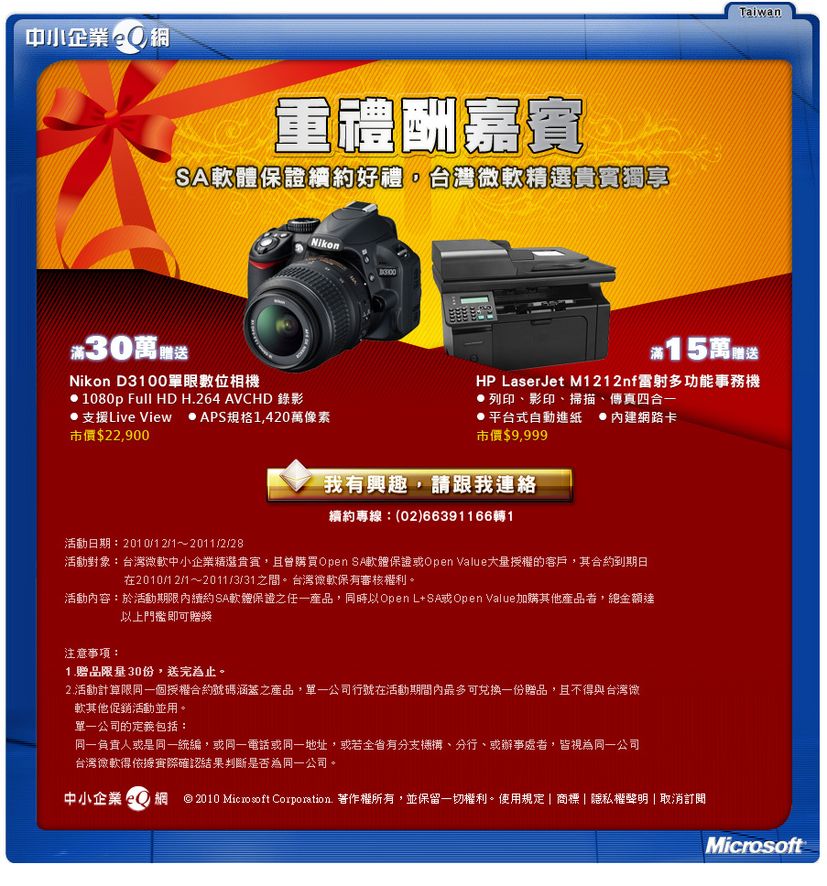 Taiwan
中小企業eQ網
重禮酬嘉賓
SA軟體保證續約好禮,台灣微軟精選貴賓獨享
Nikon
D3100
滿30萬贈送
Nikon D3100單眼數位相機
● 1080p Full HD H.264 AVCHD 錄影
● 支援Live View ● APS規格1,420萬像素
市價$22,900
滿15萬贈送
HP LaserJet M1212nf雷射多功能事務機
● 列印、影印、掃描、傳真四合一
● 平台式自動進紙 ● 內建網路卡
市價$9,999
我有興趣,請跟我連絡
續約專線:(02)66391166轉1
活動日期:2010/12/1~2011/2/28
活動對象:台灣微軟中小企業精選貴賓,且曾購買Open SA軟體保證或Open Value大量授權的客戶,其合約到期日
在2010/12/1~2011/3/31之間。台灣微軟保有審核權利。
活動內容:於活動期限內續約SA軟體保證之任一產品,同時以Open L+SA或Open Value加購其他產品者,總金額達
以上門檻即可贈獎
注意事項:
1.贈品限量30份,送完為止。
2.活動計算限同一個授權合約號碼涵蓋之產品,單一公司行號在活動期間內最多可兌換一份贈品,且不得與台灣微
軟其他促銷活動並用。
單一公司的定義包括:
同一負責人或是同一統編,或同一電話或同一地址,或若全省有分支機構、分行、或辦事處者,皆視為同一公司
台灣微軟得依據實際確認結果判斷是否為同一公司。
中小企業eQ網 © 2010 Microsoft Corporation. 著作權所有,並保留一切權利。使用規定 | 商標 | 隱私權聲明 | 取消訂閱
Microsoft